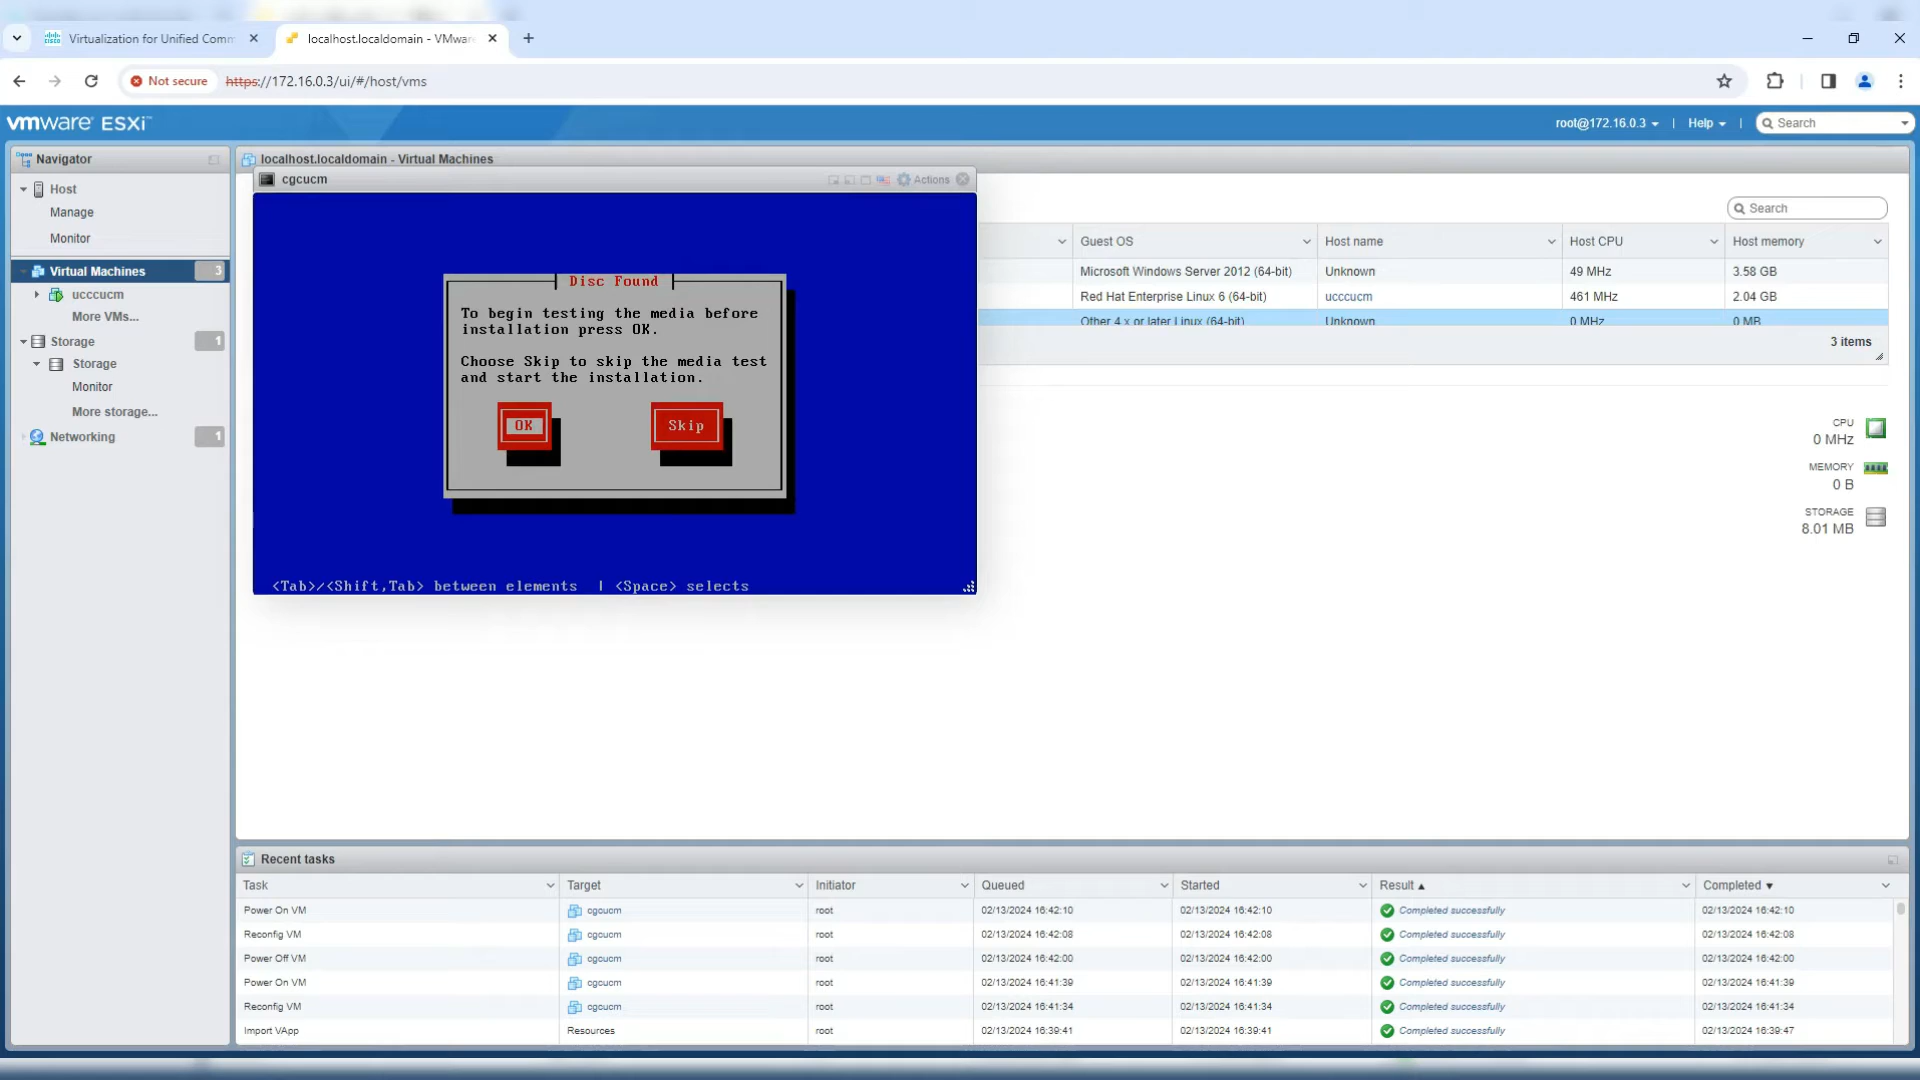 Virtualization for Unified Comm
localhost.localdomain - VMware
Not secure
https://172.16.0.3/ui/#/host/vms
vmware ESXi
root@172.16.0.3
|
Help
|
Search
Navigator
Host
Manage
Monitor
Virtual Machines
3
ucccucm
More VMs...
Storage
1
Storage
Monitor
More storage...
Networking
1
localhost.localdomain - Virtual Machines
cgcucm
Actions
Disc Found
To begin testing the media before
installation press OK.
Choose Skip to skip the media test
and start the installation.
OK
Skip
<Tab>/<Shift,Tab> between elements | <Space> selects
Search
Guest OS
Host name
Host CPU
Host memory
Microsoft Windows Server 2012 (64-bit)
Unknown
49 MHz
3.58 GB
Red Hat Enterprise Linux 6 (64-bit)
ucccucm
461 MHz
2.04 GB
Other 4.x or later Linux (64-bit)
Unknown
0 MHz
0 MB
3 items
CPU
0 MHz
MEMORY
0 B
STORAGE
8.01 MB
Recent tasks
Task
Target
Initiator
Queued
Started
Result
Completed
Power On VM
cgcucm
root
02/13/2024 16:42:10
02/13/2024 16:42:10
Completed successfully
02/13/2024 16:42:10
Reconfig VM
cgcucm
root
02/13/2024 16:42:08
02/13/2024 16:42:08
Completed successfully
02/13/2024 16:42:08
Power Off VM
cgcucm
root
02/13/2024 16:42:00
02/13/2024 16:42:00
Completed successfully
02/13/2024 16:42:00
Power On VM
cgcucm
root
02/13/2024 16:41:39
02/13/2024 16:41:39
Completed successfully
02/13/2024 16:41:39
Reconfig VM
cgcucm
root
02/13/2024 16:41:34
02/13/2024 16:41:34
Completed successfully
02/13/2024 16:41:34
Import VApp
Resources
root
02/13/2024 16:39:41
02/13/2024 16:39:41
Completed successfully
02/13/2024 16:39:47